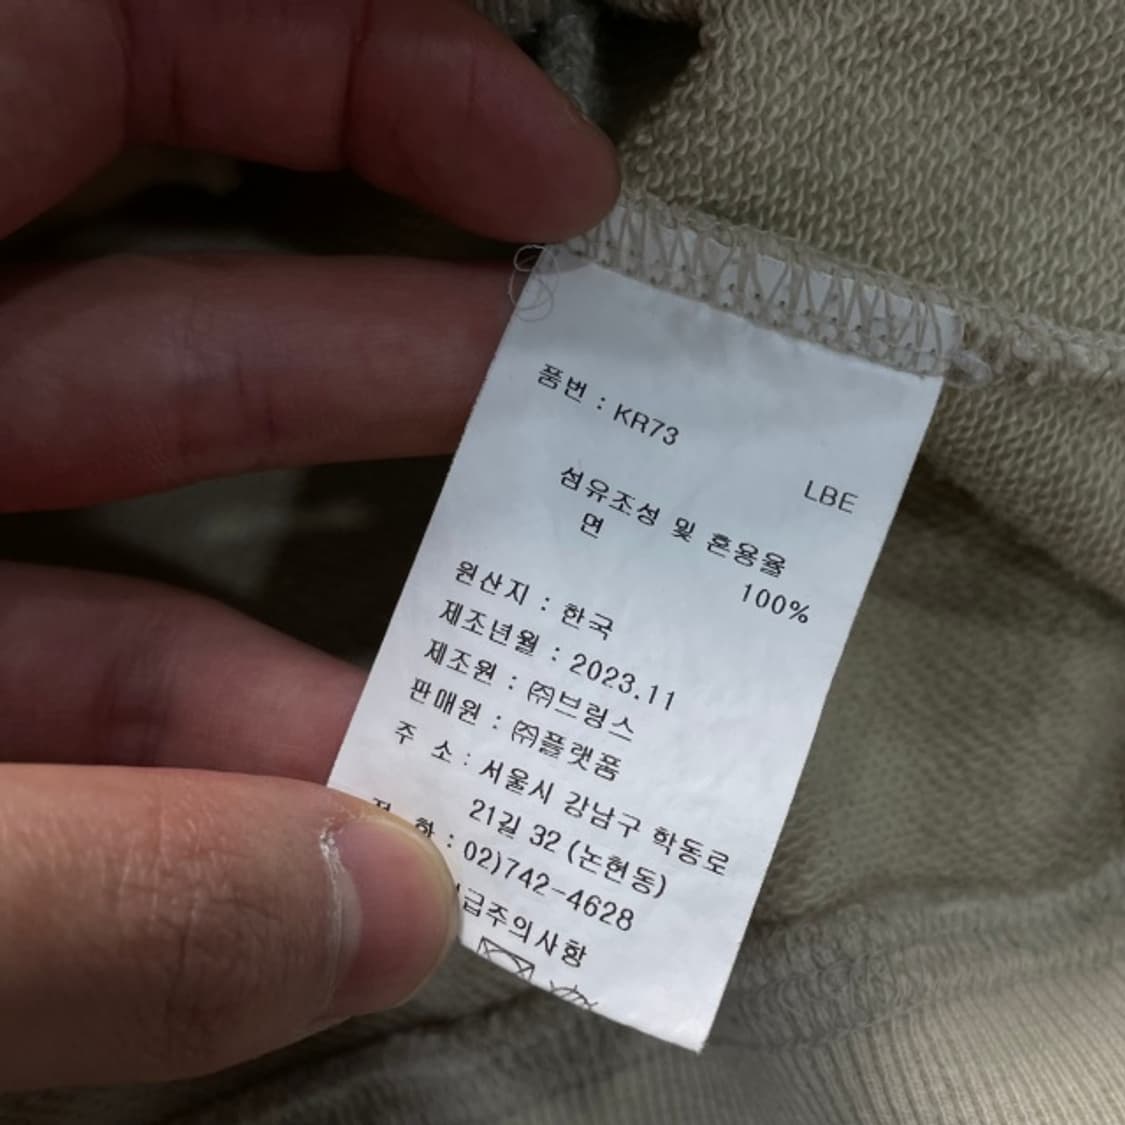 품번 : KR73
LBE
섬유조성 및 혼용율
면 100%
원산지 : 한국
제조년월 : 2023.11
제조원 : ㈜브링스
판매원 : ㈜플랫폼
주 소 : 서울시 강남구 학동로
21길 32 (논현동)
전 화 : 02)742-4628
급주의사항